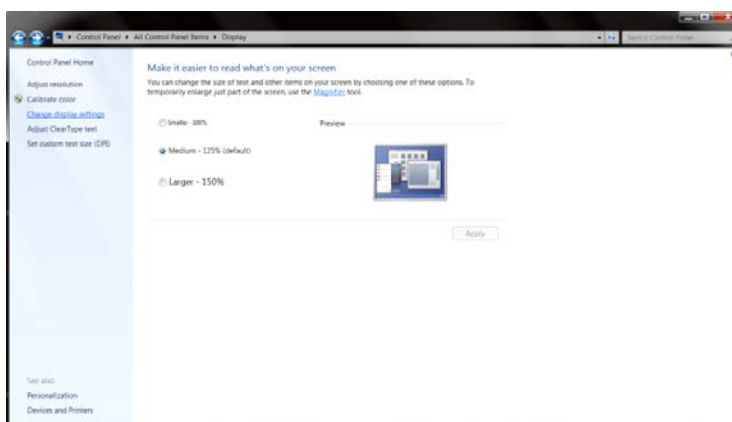 Control Panel ▸ All Control Panel Items ▸ Display
Search Control Panel
Control Panel Home
Adjust resolution
Calibrate color
Change display settings
Adjust ClearType text
Set custom text size (DPI)
See also
Personalization
Devices and Printers
Make it easier to read what's on your screen
You can change the size of text and other items on your screen by choosing one of these options. To
temporarily enlarge just part of the screen, use the Magnifier tool.
Smaller - 100%
Medium - 125% (default)
Larger - 150%
Preview
Apply